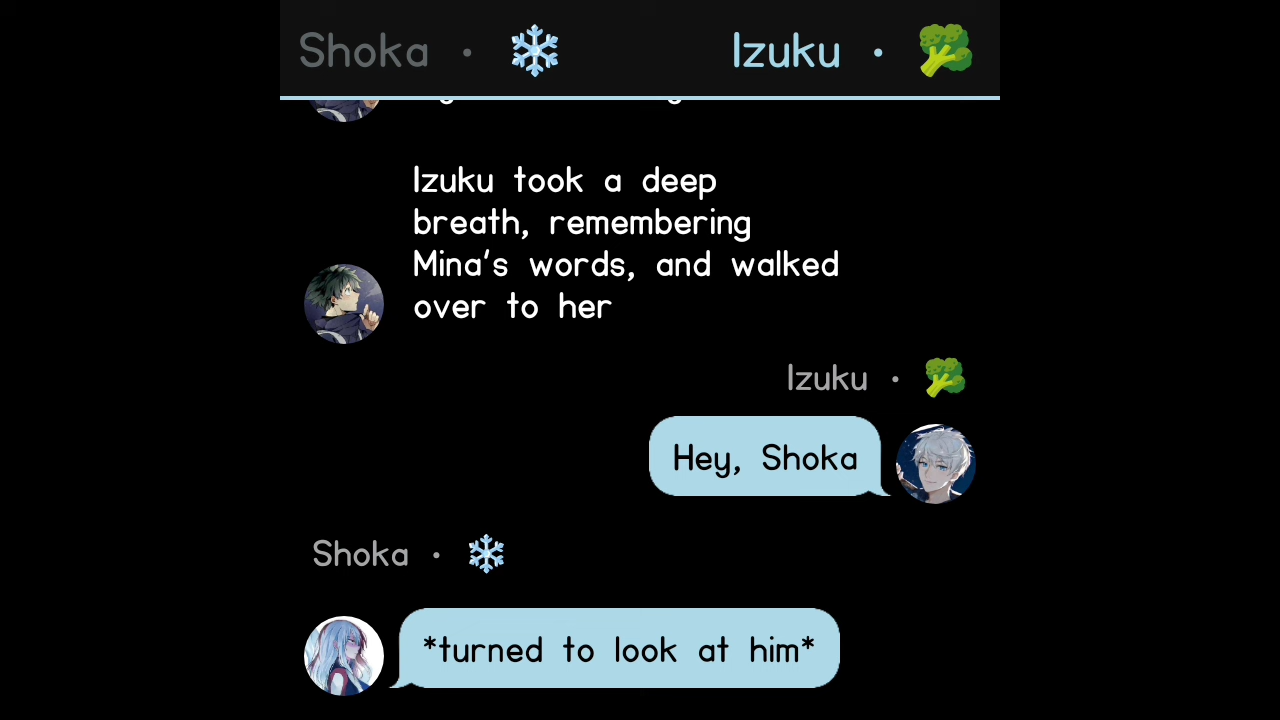 Shoka · ❄️ Izuku · 🥦
Izuku took a deep
breath, remembering
Mina's words, and walked
over to her
Izuku · 🥦
Hey, Shoka
Shoka · ❄️
*turned to look at him*